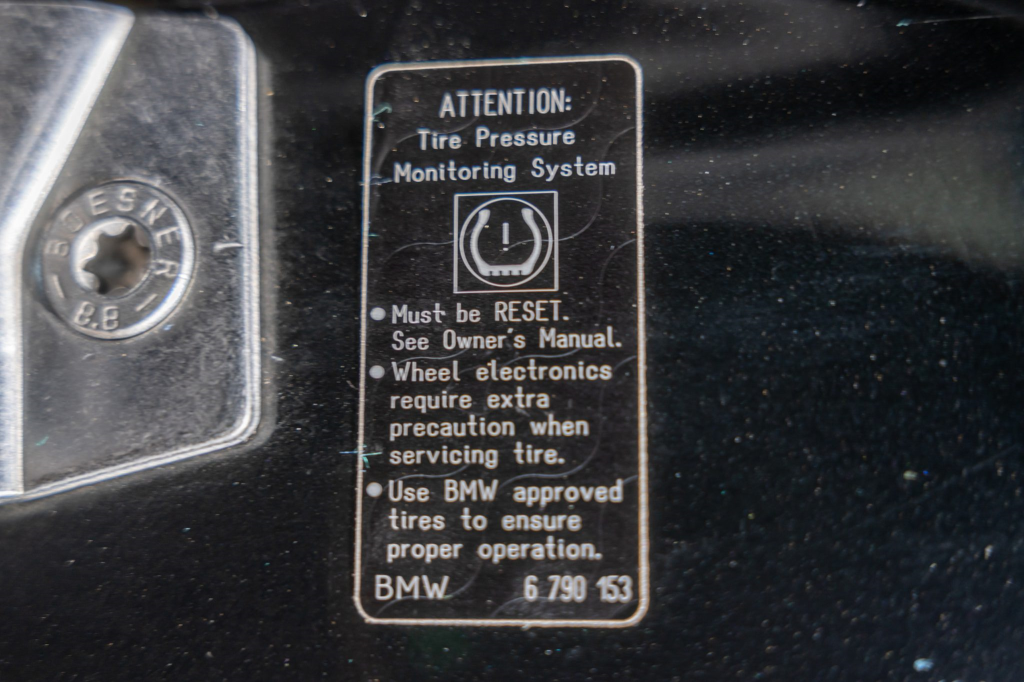 BOESNER
8.8
ATTENTION:
Tire Pressure
Monitoring System
!
• Must be RESET.
See Owner's Manual.
• Wheel electronics
require extra
precaution when
servicing tire.
• Use BMW approved
tires to ensure
proper operation.
BMW 6 790 153